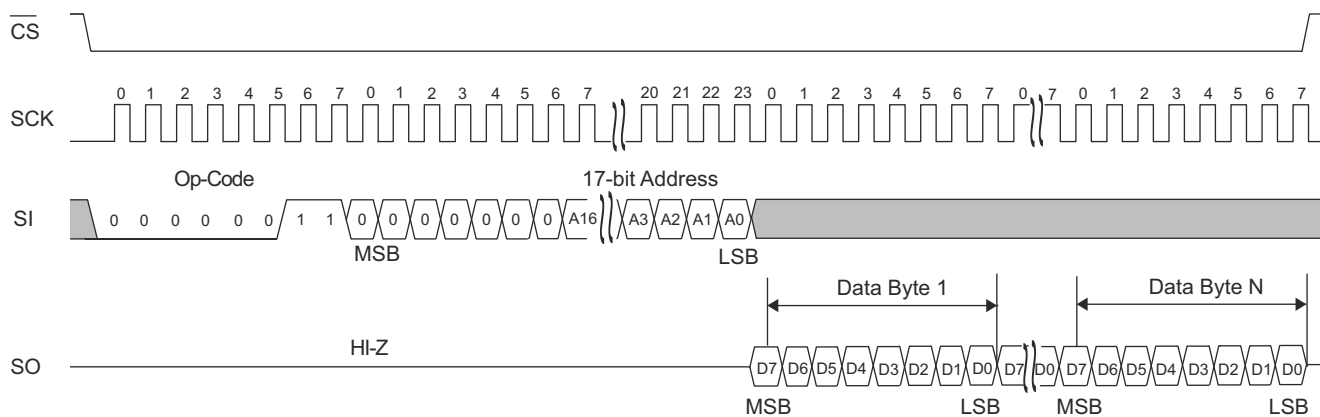 CS
0 1 2 3 4 5 6 7 0 1 2 3 4 5 6 7 20 21 22 23 0 1 2 3 4 5 6 7 0 7 0 1 2 3 4 5 6 7
SCK
Op-Code 17-bit Address
SI 0 0 0 0 0 0 1 1 0 0 0 0 0 0 0 A16 A3 A2 A1 A0
MSB LSB
Data Byte 1 Data Byte N
HI-Z
SO D7 D6 D5 D4 D3 D2 D1 D0 D7 D0 D7 D6 D5 D4 D3 D2 D1 D0
MSB LSB MSB LSB